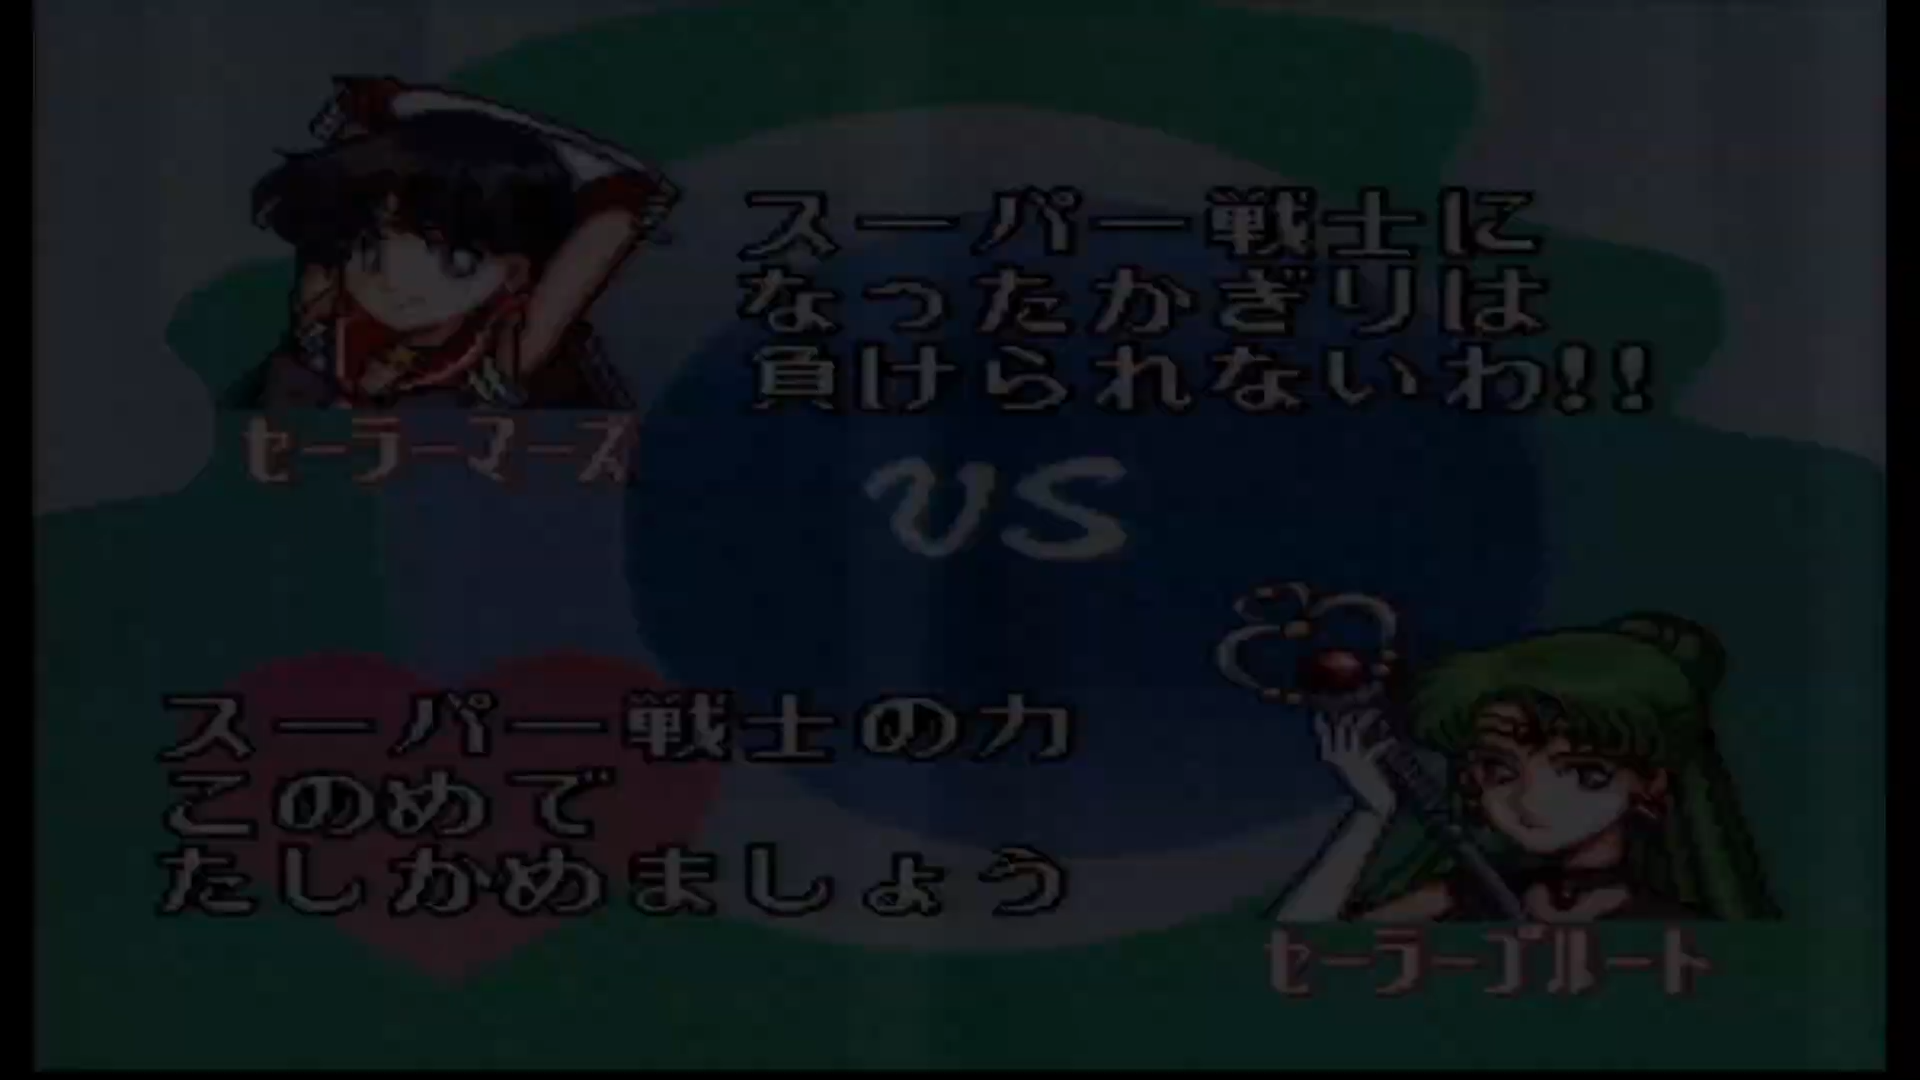 スーパー戦士に
なったかぎりは
負けられないわ!!
セーラーマーズ
VS
スーパー戦士の力
このめで
たしかめましょう
セーラープルート